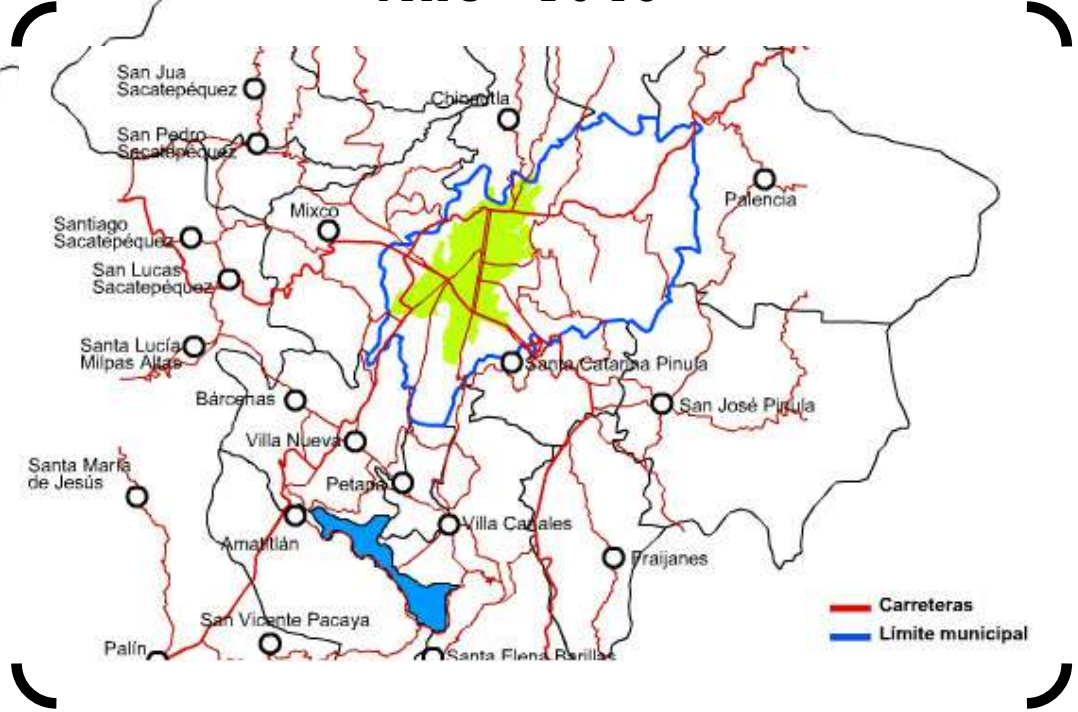 San Jua
Sacatepéquez
Chinautla
San Pedro
Sacatepéquez
Palencia
Mixco
Santiago
Sacatepéquez
San Lucas
Sacatepéquez
Santa Lucía
Milpas Altas
Santa Catarina Pinula
Bárcenas
San José Pinula
Villa Nueva
Santa María
de Jesús
Petapa
Villa Canales
Amatitlán
Fraijanes
Carreteras
San Vicente Pacaya
Límite municipal
Palín
Santa Elena Barillas